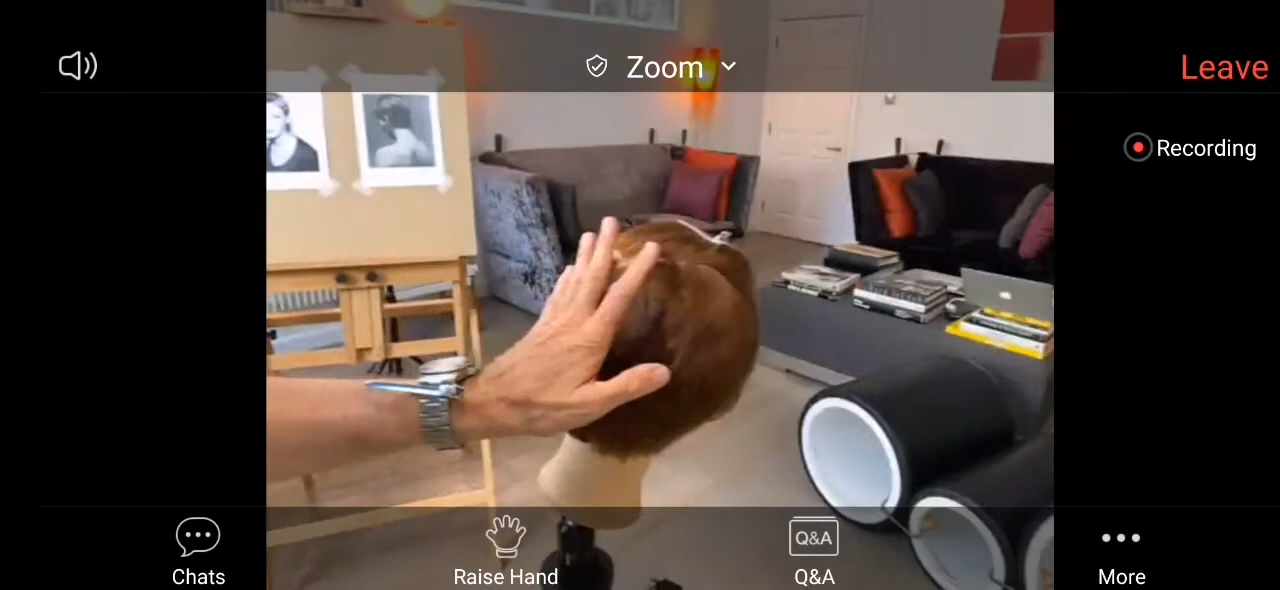 Zoom
Leave
Recording
Chats
Raise Hand
Q&A
Q&A
More